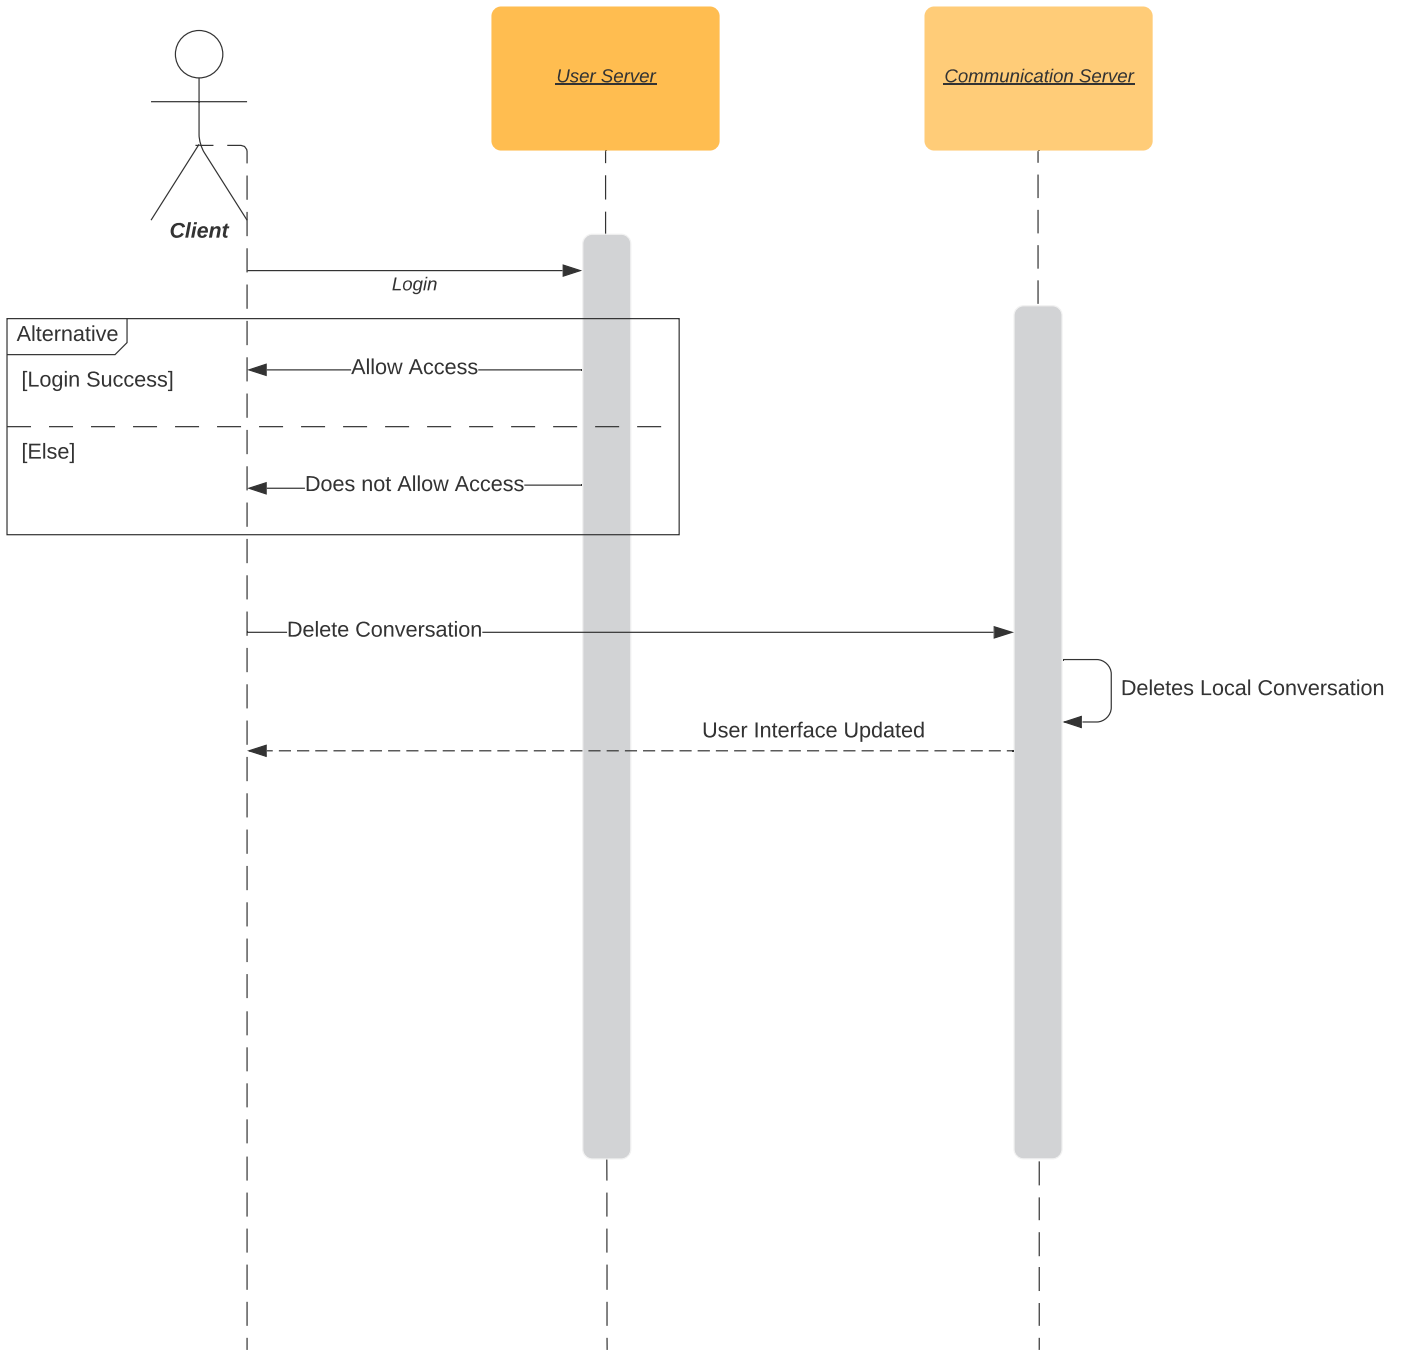 User Server
Communication Server
Client
Login
Alternative
Allow Access
[Login Success]
[Else]
Does not Allow Access
Delete Conversation
Deletes Local Conversation
User Interface Updated